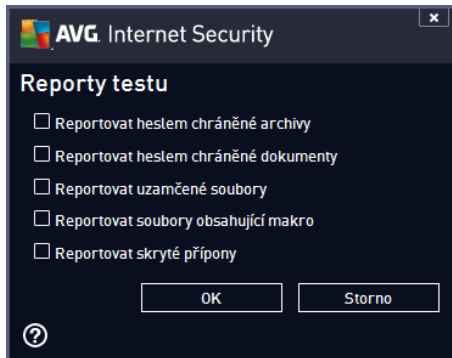 AVG. Internet Security
Reporty testu
Reportovat heslem chráněné archivy
Reportovat heslem chráněné dokumenty
Reportovat uzamčené soubory
Reportovat soubory obsahující makro
Reportovat skryté přípony
OK
Storno
?